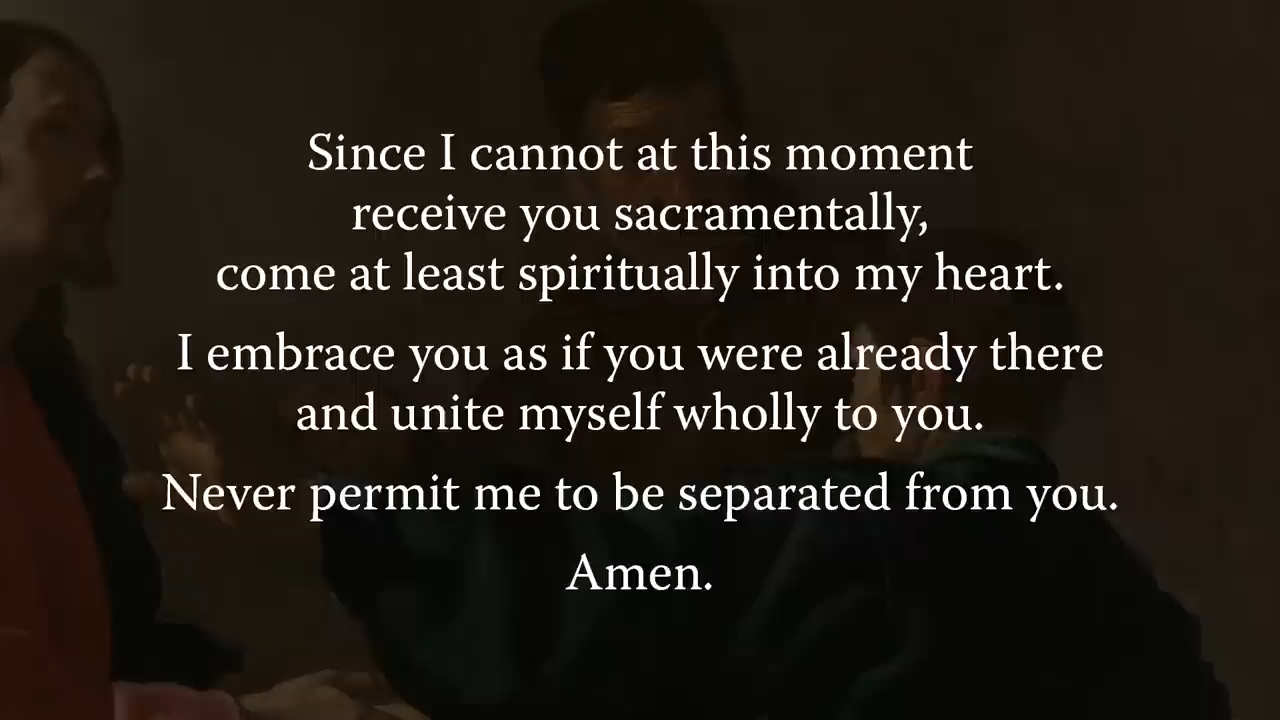 Since I cannot at this moment
receive you sacramentally,
come at least spiritually into my heart.
I embrace you as if you were already there
and unite myself wholly to you.
Never permit me to be separated from you.
Amen.